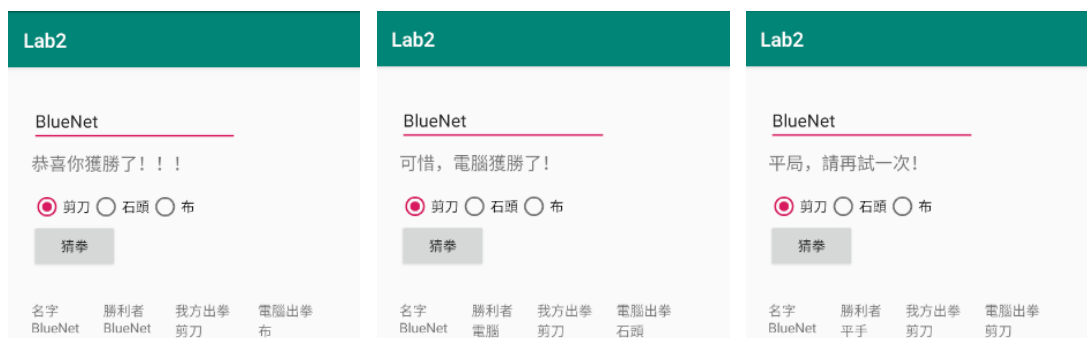 Lab2
BlueNet
恭喜你獲勝了！！！
剪刀 石頭 布
猜拳
名字 勝利者 我方出拳 電腦出拳
BlueNet BlueNet 剪刀 布
Lab2
BlueNet
可惜，電腦獲勝了！
剪刀 石頭 布
猜拳
名字 勝利者 我方出拳 電腦出拳
BlueNet 電腦 剪刀 石頭
Lab2
BlueNet
平局，請再試一次！
剪刀 石頭 布
猜拳
名字 勝利者 我方出拳 電腦出拳
BlueNet 平手 剪刀 剪刀